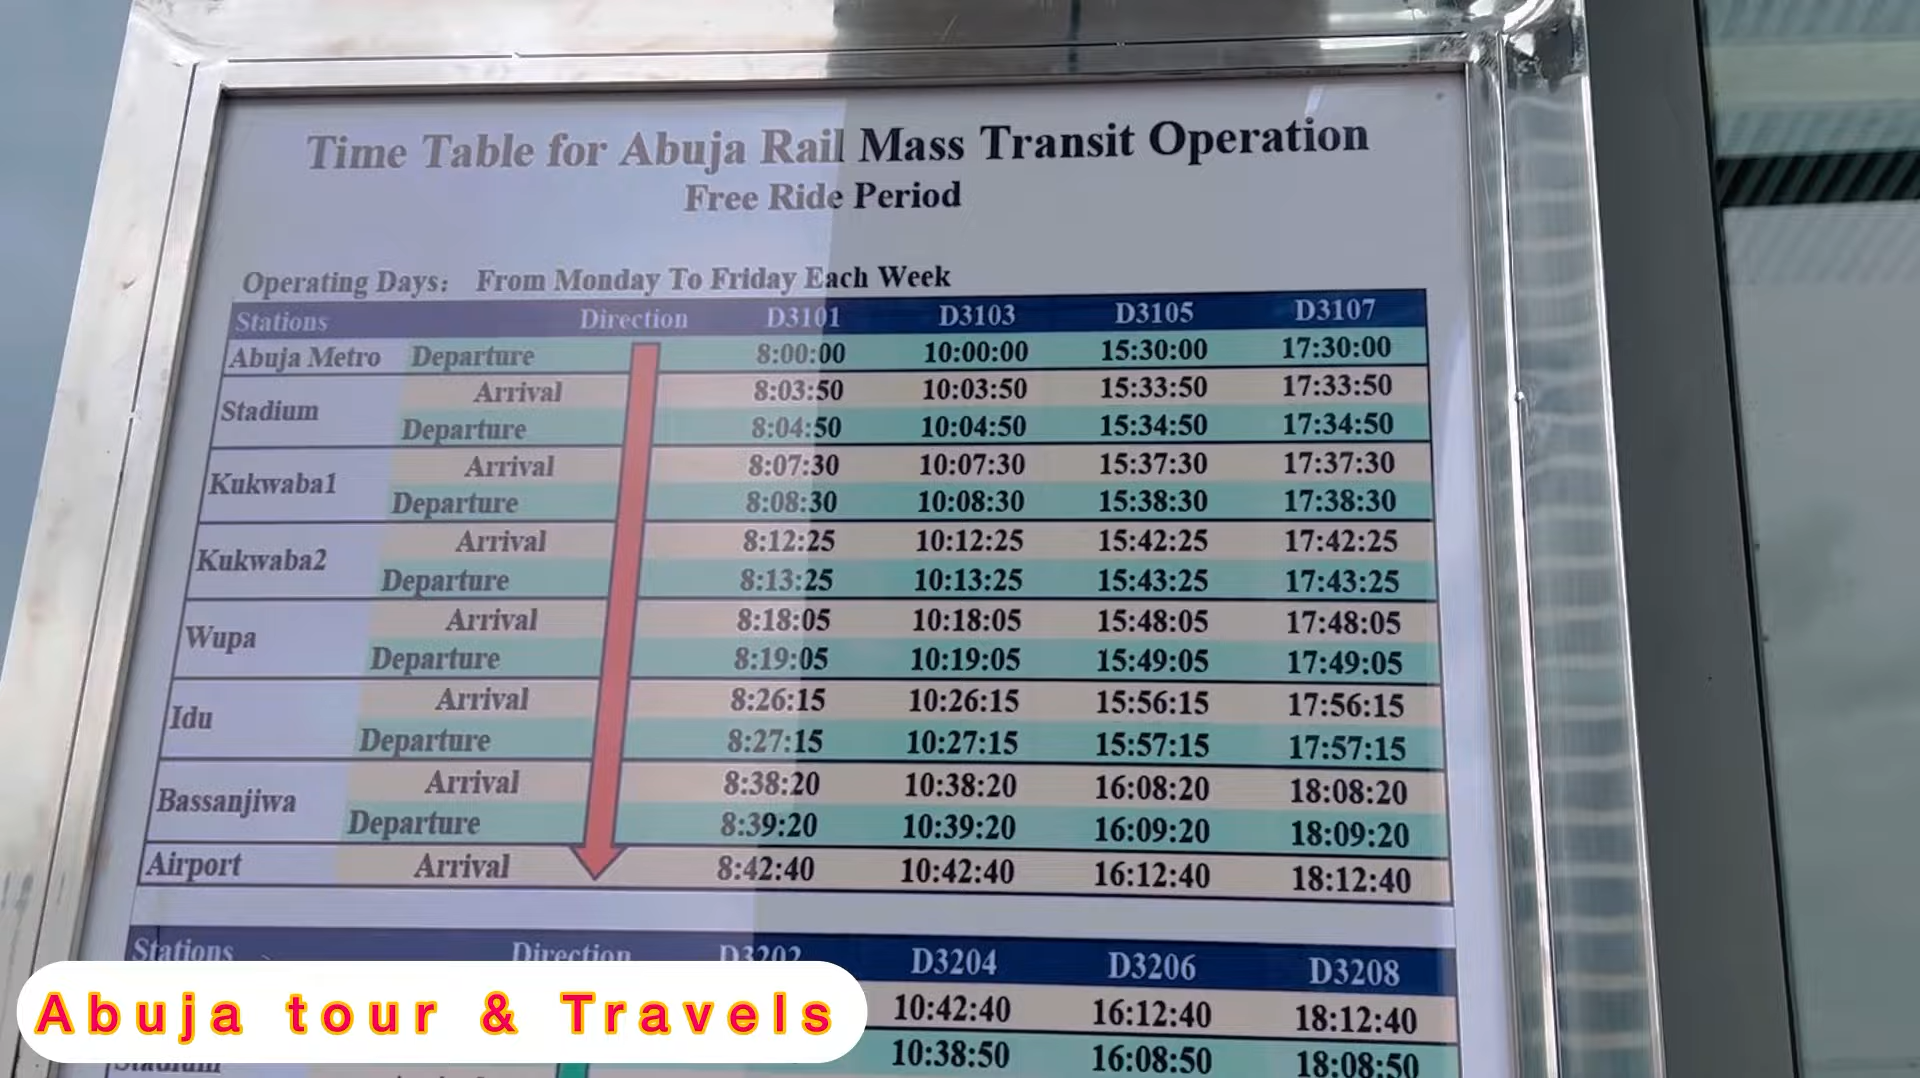 Time Table for Abuja Rail Mass Transit Operation
Free Ride Period
Operating Days: From Monday To Friday Each Week
Stations Direction D3101 D3103 D3105 D3107
Abuja Metro Departure 8:00:00 10:00:00 15:30:00 17:30:00
Arrival 8:03:50 10:03:50 15:33:50 17:33:50
Stadium
Departure 8:04:50 10:04:50 15:34:50 17:34:50
Arrival 8:07:30 10:07:30 15:37:30 17:37:30
Kukwaba1
Departure 8:08:30 10:08:30 15:38:30 17:38:30
Arrival 8:12:25 10:12:25 15:42:25 17:42:25
Kukwaba2
Departure 8:13:25 10:13:25 15:43:25 17:43:25
Arrival 8:18:05 10:18:05 15:48:05 17:48:05
Wupa
Departure 8:19:05 10:19:05 15:49:05 17:49:05
Arrival 8:26:15 10:26:15 15:56:15 17:56:15
Idu
Departure 8:27:15 10:27:15 15:57:15 17:57:15
Arrival 8:38:20 10:38:20 16:08:20 18:08:20
Bassanjiwa
Departure 8:39:20 10:39:20 16:09:20 18:09:20
Airport Arrival 8:42:40 10:42:40 16:12:40 18:12:40
Stations Direction D3202 D3204 D3206 D3208
10:42:40 16:12:40 18:12:40
Abuja tour & Travels
10:38:50 16:08:50 18:08:50
Stadium